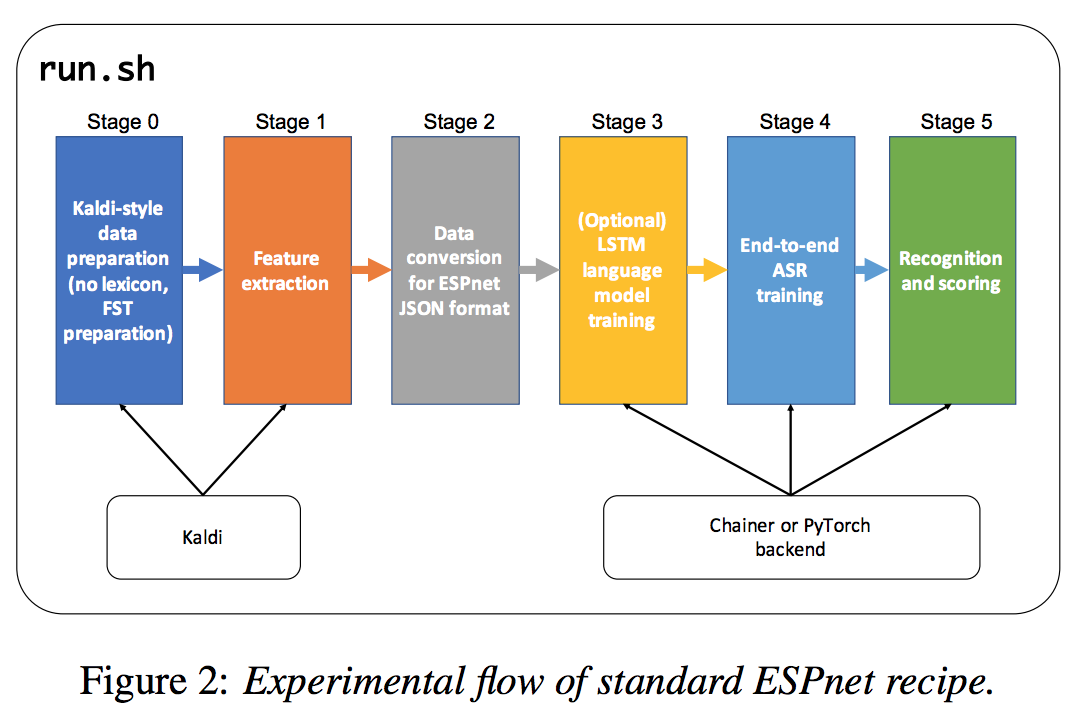 run.sh
Stage 0
Stage 1
Stage 2
Stage 3
Stage 4
Stage 5
Kaldi-style
data
preparation
(no lexicon,
FST
preparation)
Feature
extraction
Data
conversion
for ESPnet
JSON format
(Optional)
LSTM
language
model
training
End-to-end
ASR
training
Recognition
and scoring
Kaldi
Chainer or PyTorch
backend
Figure 2: Experimental flow of standard ESPnet recipe.